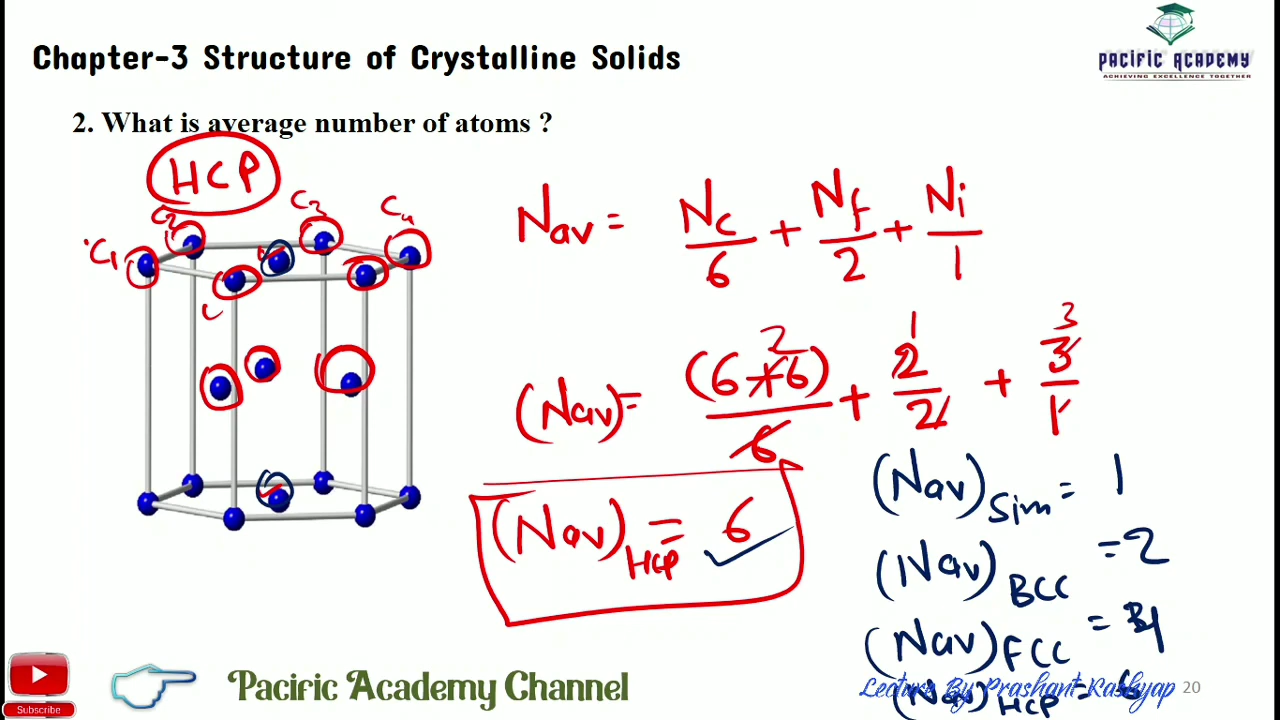 PACIFIC ACADEMY
ACHIEVING EXCELLENCE TOGETHER
Chapter-3 Structure of Crystalline Solids
2. What is average number of atoms ?
HCP
C1 C2 C3 C4
Nav = Nc/6 + Nf/2 + Ni/1
(Nav) = (6+6)/6 + 2/2 + 3/1
2 1 3
(Nav)HCP = 6
(Nav)Sim = 1
(Nav)BCC = 2
(Nav)FCC = 4
(Nav)HCP = 6
Subscribe
Pacific Academy Channel
Lecture By Prashant Kashyap
20